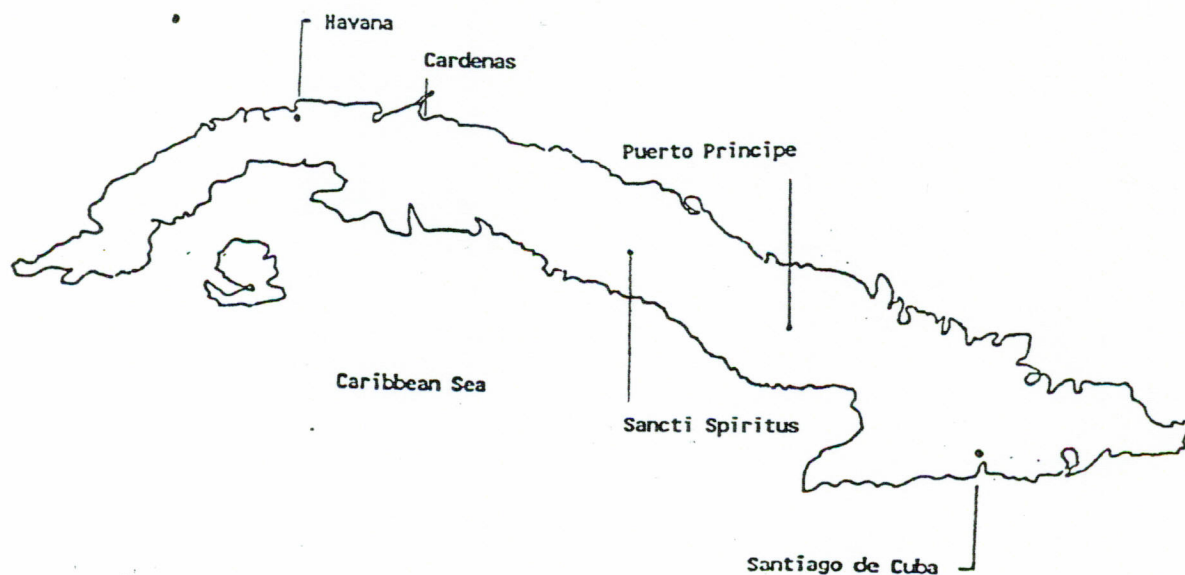 Havana
Cardenas
Puerto Principe
Caribbean Sea
Sancti Spiritus
Santiago de Cuba